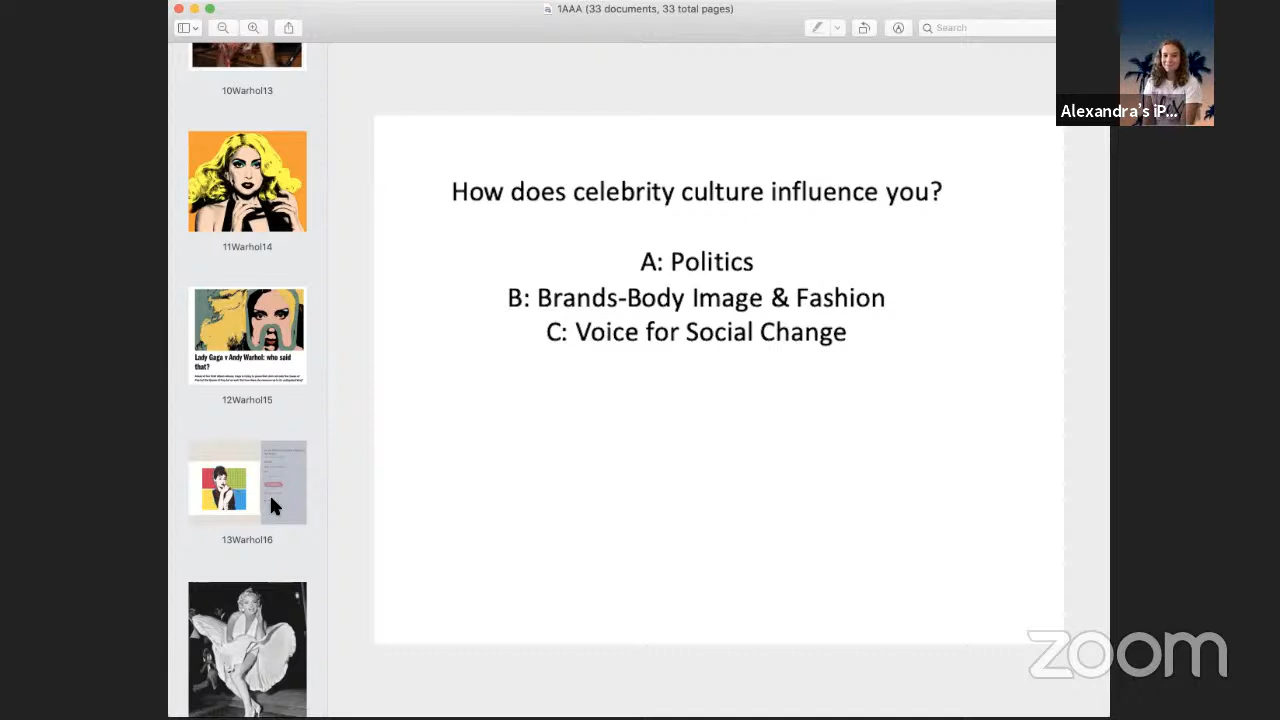 1AAA (33 documents, 33 total pages)
Search
Alexandra's iP...
10Warhol13
11Warhol14
Lady Gaga v Andy Warhol: who said
that?
12Warhol15
13Warhol16
How does celebrity culture influence you?
A: Politics
B: Brands-Body Image & Fashion
C: Voice for Social Change
zoom